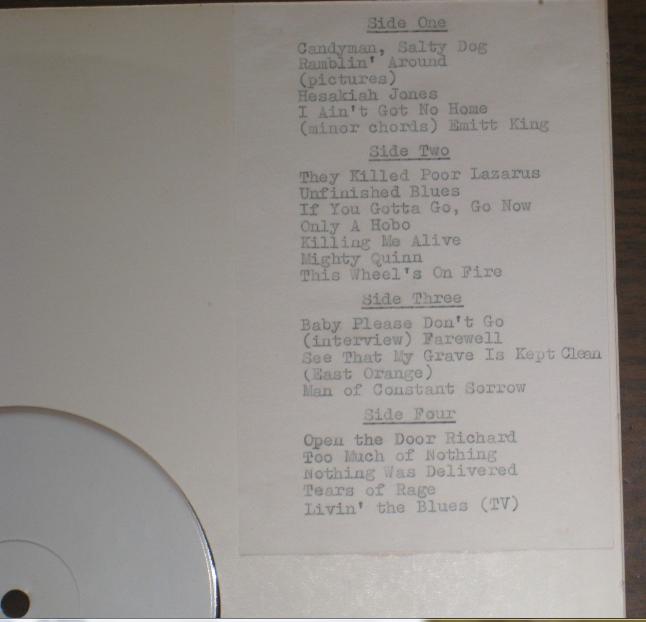 Side One
Candyman, Salty Dog
Ramblin' Around
(pictures)
Hesakiah Jones
I Ain't Got No Home
(minor chords) Emitt King
Side Two
They Killed Poor Lazarus
Unfinished Blues
If You Gotta Go, Go Now
Only A Hobo
Killing Me Alive
Mighty Quinn
This Wheel's On Fire
Side Three
Baby Please Don't Go
(interview) Farewell
See That My Grave Is Kept Clean
(East Orange)
Man of Constant Sorrow
Side Four
Open the Door Richard
Too Much of Nothing
Nothing Was Delivered
Tears of Rage
Livin' the Blues (TV)